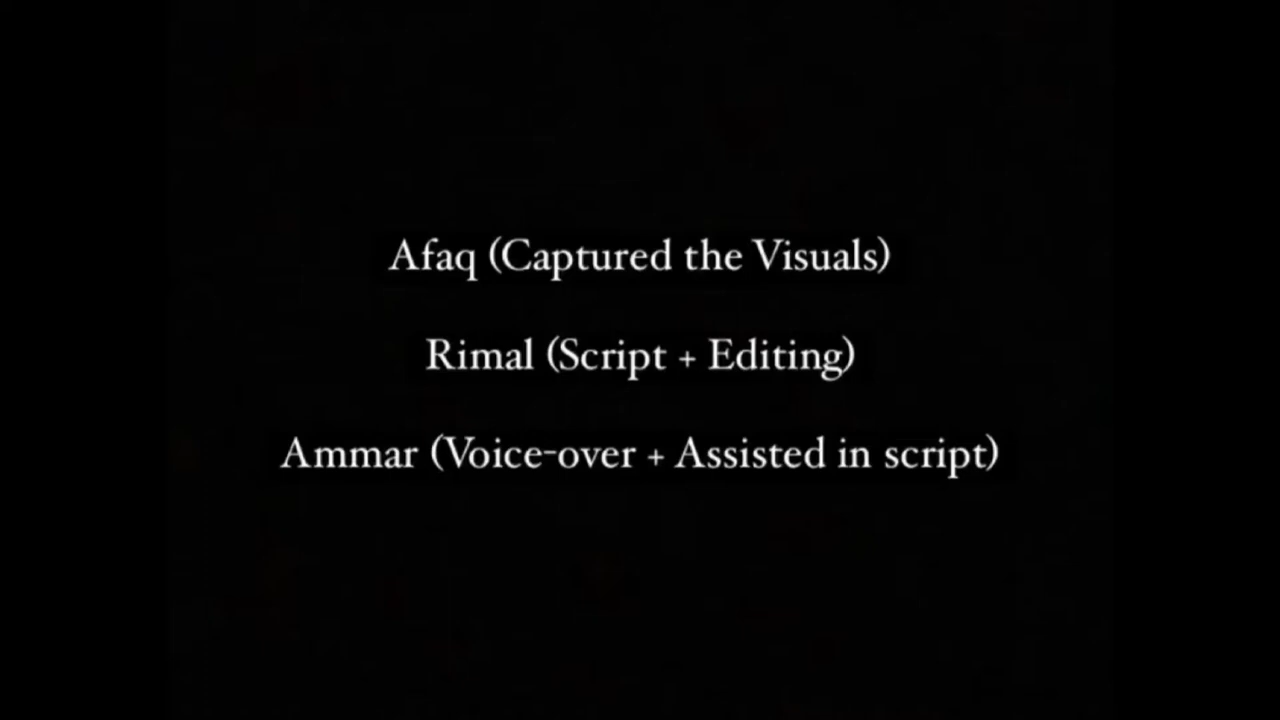 Afaq (Captured the Visuals)
Rimal (Script + Editing)
Ammar (Voice-over + Assisted in script)